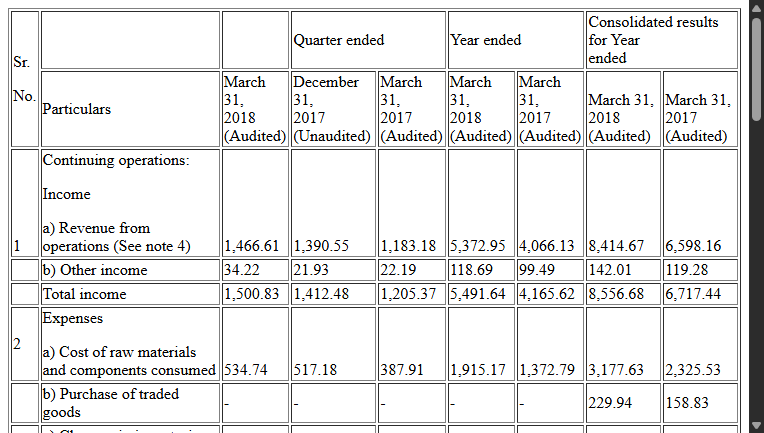 Consolidated results
for Year
ended
Quarter ended
Year ended
Sr.
No.
Particulars
March
31,
2018
(Audited)
December
31,
2017
(Unaudited)
March
31,
2017
(Audited)
March
31,
2018
(Audited)
March
31,
2017
(Audited)
March 31,
2018
(Audited)
March 31,
2017
(Audited)
Continuing operations:
Income
a) Revenue from
1 operations (See note 4) 1,466.61 1,390.55 1,183.18 5,372.95 4,066.13 8,414.67 6,598.16
b) Other income 34.22 21.93 22.19 118.69 99.49 142.01 119.28
Total income 1,500.83 1,412.48 1,205.37 5,491.64 4,165.62 8,556.68 6,717.44
Expenses
2
a) Cost of raw materials
and components consumed 534.74 517.18 387.91 1,915.17 1,372.79 3,177.63 2,325.53
b) Purchase of traded
goods - - - - - 229.94 158.83